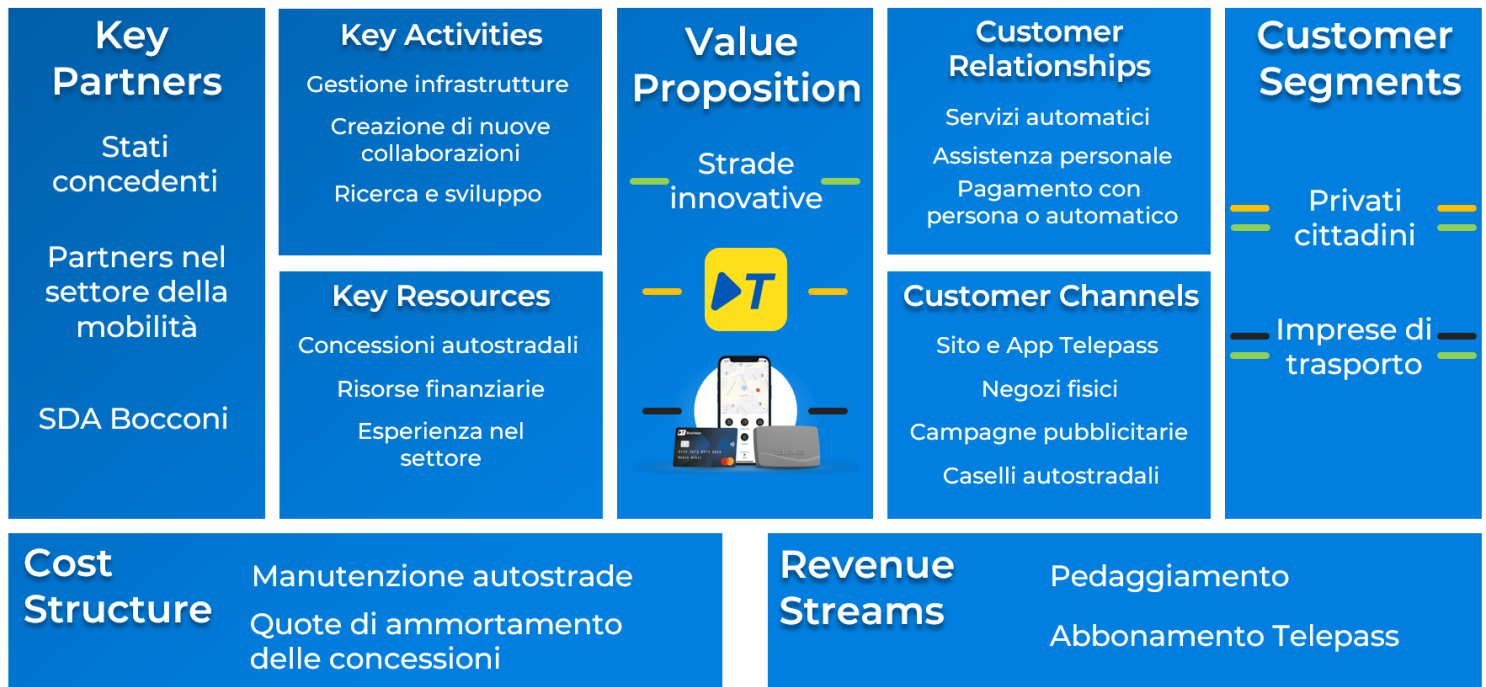 Key
Partners
Stati
concedenti
Partners nel
settore della
mobilità
SDA Bocconi
Key Activities
Gestione infrastrutture
Creazione di nuove
collaborazioni
Ricerca e sviluppo
Key Resources
Concessioni autostradali
Risorse finanziarie
Esperienza nel
settore
Value
Proposition
Strade
innovative
T
Business
TELEPASS
Customer
Relationships
Servizi automatici
Assistenza personale
Pagamento con
persona o automatico
Customer Channels
Sito e App Telepass
Negozi fisici
Campagne pubblicitarie
Caselli autostradali
Customer
Segments
Privati
cittadini
Imprese di
trasporto
Cost
Structure
Manutenzione autostrade
Quote di ammortamento
delle concessioni
Revenue
Streams
Pedaggiamento
Abbonamento Telepass